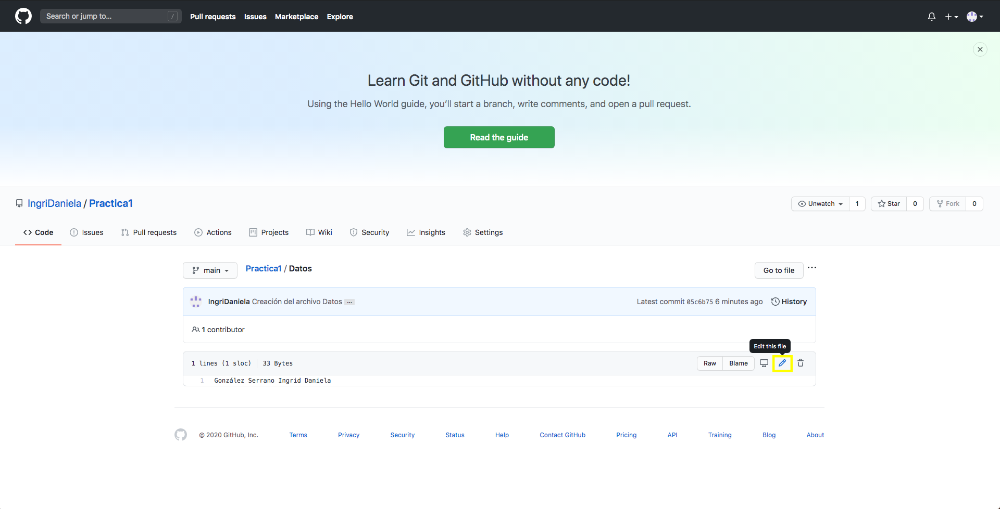 Search or jump to... /
Pull requests Issues Marketplace Explore
Learn Git and GitHub without any code!
Using the Hello World guide, you’ll start a branch, write comments, and open a pull request.
Read the guide
IngriDaniela / Practica1
Unwatch 1 Star 0 Fork 0
Code Issues Pull requests Actions Projects Wiki Security Insights Settings
main Practica1 / Datos Go to file ...
IngriDaniela Creación del archivo Datos ... Latest commit 05c6b75 6 minutes ago History
1 contributor
Edit this file
1 lines (1 sloc) 33 Bytes Raw Blame
1 González Serrano Ingrid Daniela
© 2020 GitHub, Inc. Terms Privacy Security Status Help Contact GitHub Pricing API Training Blog About